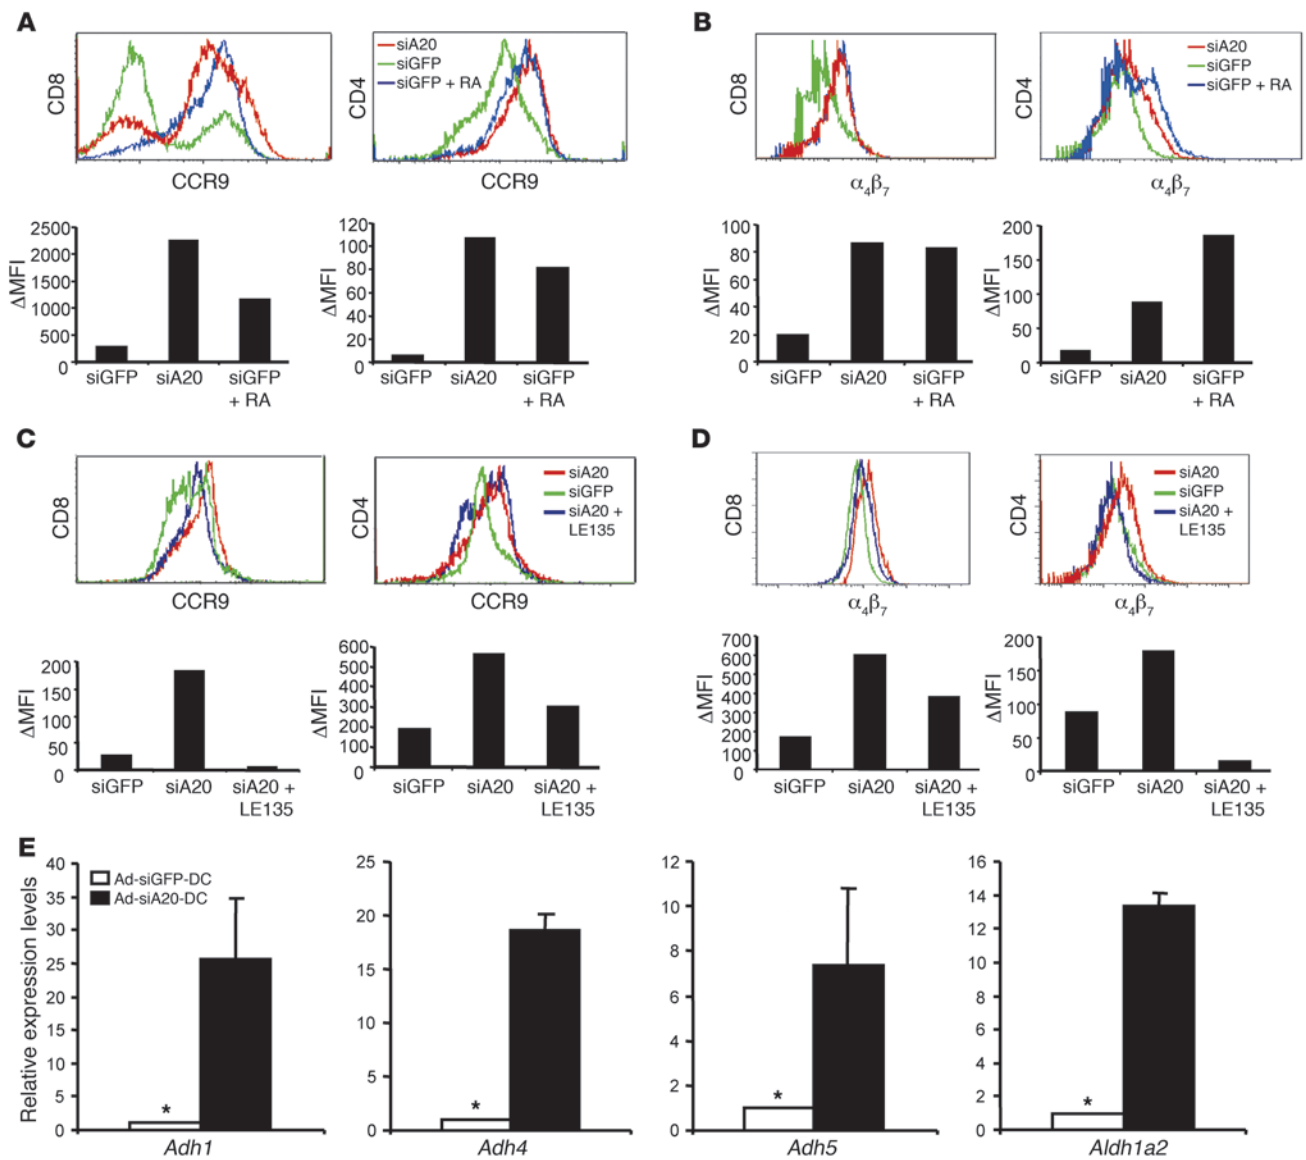 A
CD8
CCR9
CD4
siA20
siGFP
siGFP + RA
CCR9
ΔMFI
2500
2000
1500
1000
500
0
siGFP
siA20
siGFP
+ RA
ΔMFI
120
100
80
60
40
20
0
siGFP
siA20
siGFP
+ RA
B
CD8
α4β7
CD4
siA20
siGFP
siGFP + RA
α4β7
ΔMFI
100
80
60
40
20
0
siGFP
siA20
siGFP
+ RA
ΔMFI
200
150
100
50
0
siGFP
siA20
siGFP
+ RA
C
CD8
CCR9
CD4
siA20
siGFP
siA20 +
LE135
CCR9
ΔMFI
200
150
100
50
0
siGFP
siA20
siA20 +
LE135
ΔMFI
600
500
400
300
200
100
0
siGFP
siA20
siA20 +
LE135
D
CD8
α4β7
CD4
siA20
siGFP
siA20 +
LE135
α4β7
ΔMFI
700
600
500
400
300
200
100
0
siGFP
siA20
siA20 +
LE135
ΔMFI
200
150
100
50
0
siGFP
siA20
siA20 +
LE135
E
Relative expression levels
Ad-siGFP-DC
Ad-siA20-DC
40
35
30
25
20
15
10
5
0
*
Adh1
25
20
15
10
5
0
*
Adh4
12
10
8
6
4
2
0
*
Adh5
16
14
12
10
8
6
4
2
0
*
Aldh1a2